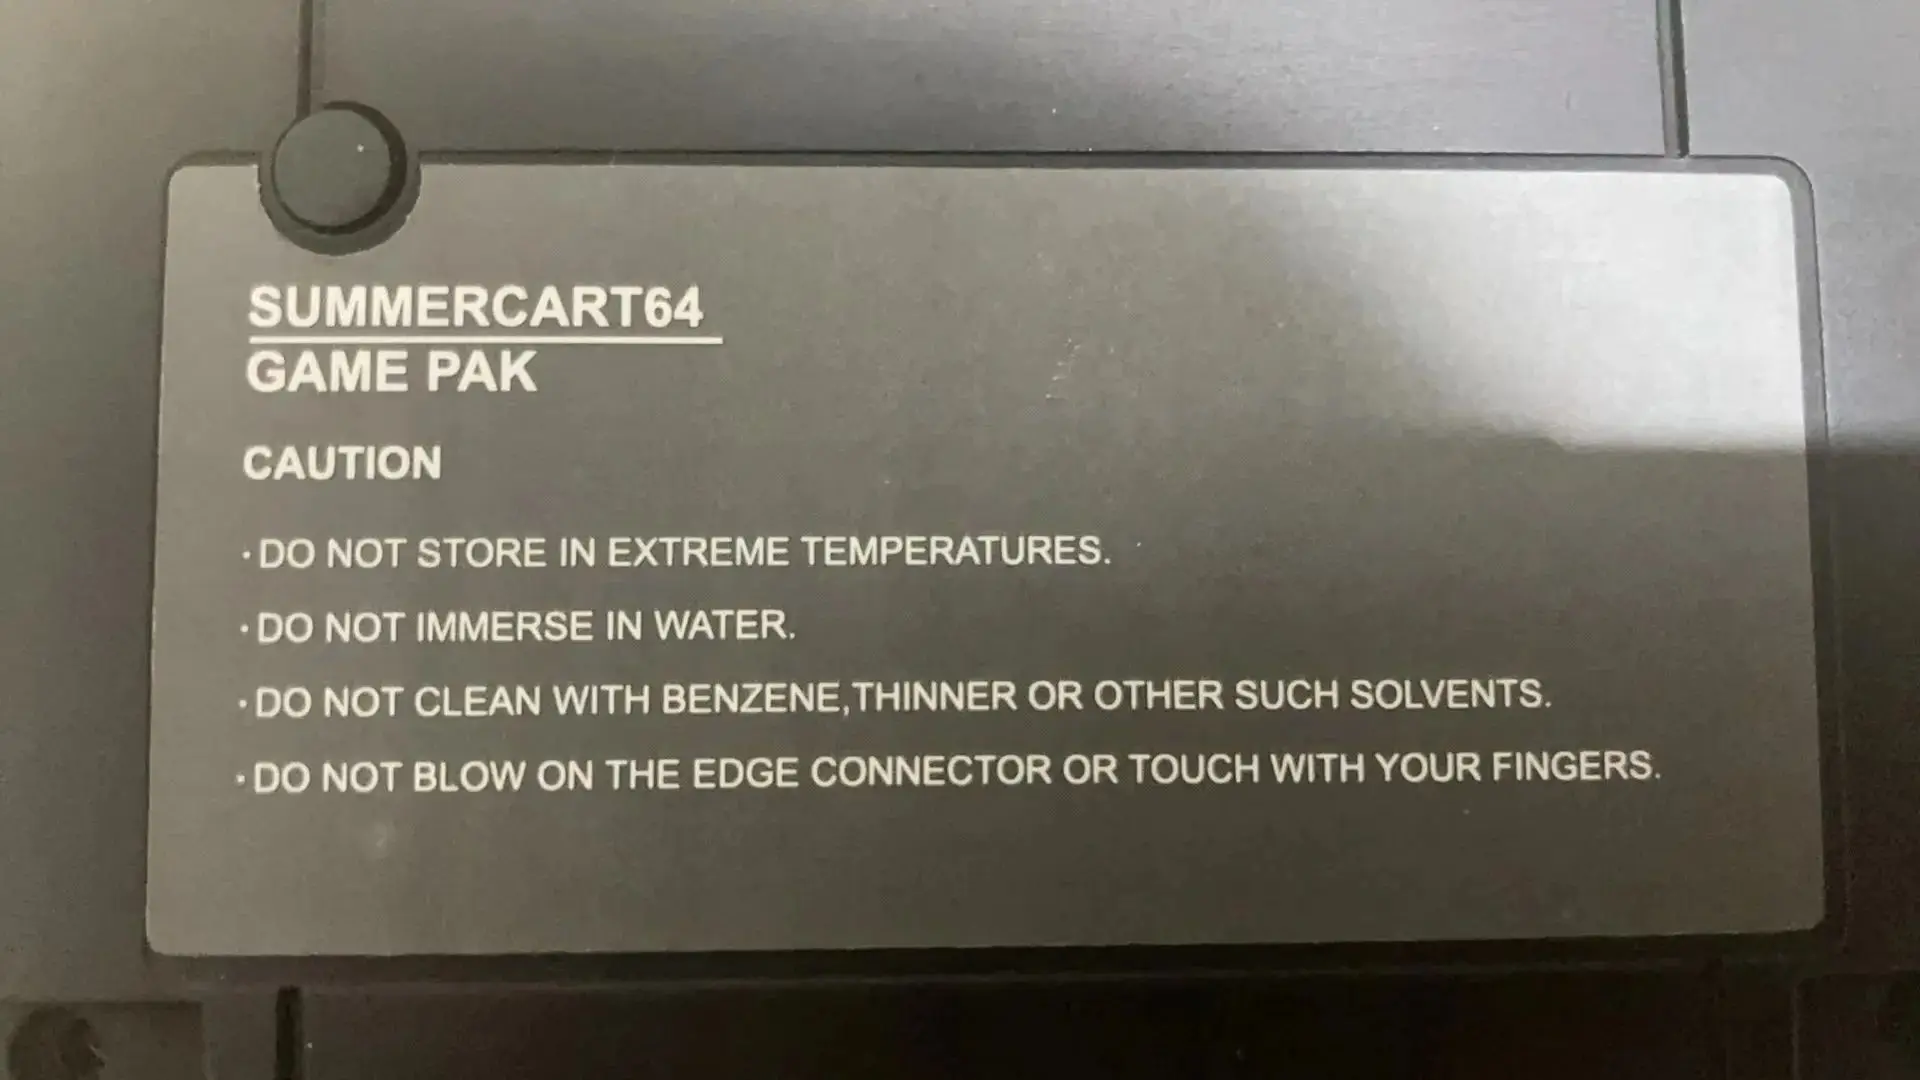 SUMMERCART64
GAME PAK
CAUTION
·DO NOT STORE IN EXTREME TEMPERATURES.
·DO NOT IMMERSE IN WATER.
·DO NOT CLEAN WITH BENZENE,THINNER OR OTHER SUCH SOLVENTS.
·DO NOT BLOW ON THE EDGE CONNECTOR OR TOUCH WITH YOUR FINGERS.